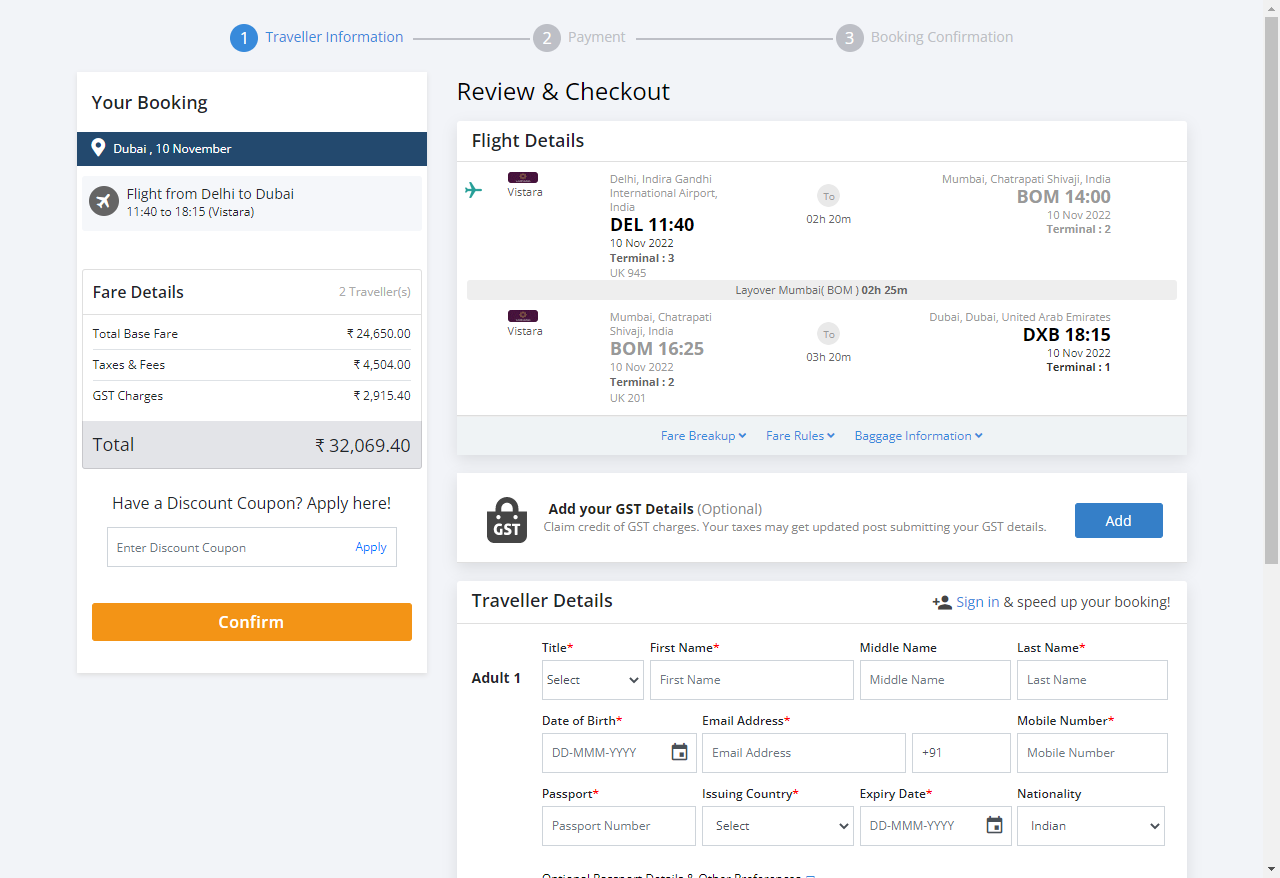 1 Traveller Information
2 Payment
3 Booking Confirmation
Your Booking
Dubai , 10 November
Flight from Delhi to Dubai
11:40 to 18:15 (Vistara)
Fare Details 2 Traveller(s)
Total Base Fare ₹ 24,650.00
Taxes & Fees ₹ 4,504.00
GST Charges ₹ 2,915.40
Total ₹ 32,069.40
Have a Discount Coupon? Apply here!
Enter Discount Coupon Apply
Confirm
Review & Checkout
Flight Details
Vistara
Delhi, Indira Gandhi
International Airport,
India
DEL 11:40
10 Nov 2022
Terminal : 3
UK 945
To
02h 20m
Mumbai, Chatrapati Shivaji, India
BOM 14:00
10 Nov 2022
Terminal : 2
Layover Mumbai( BOM ) 02h 25m
Vistara
Mumbai, Chatrapati
Shivaji, India
BOM 16:25
10 Nov 2022
Terminal : 2
UK 201
To
03h 20m
Dubai, Dubai, United Arab Emirates
DXB 18:15
10 Nov 2022
Terminal : 1
Fare Breakup Fare Rules Baggage Information
GST
Add your GST Details (Optional)
Claim credit of GST charges. Your taxes may get updated post submitting your GST details.
Add
Traveller Details
Sign in & speed up your booking!
Adult 1
Title* First Name* Middle Name Last Name*
Select First Name Middle Name Last Name
Date of Birth* Email Address* Mobile Number*
DD-MMM-YYYY Email Address +91 Mobile Number
Passport* Issuing Country* Expiry Date* Nationality
Passport Number Select DD-MMM-YYYY Indian
Optional Passport Details & Other Preferences